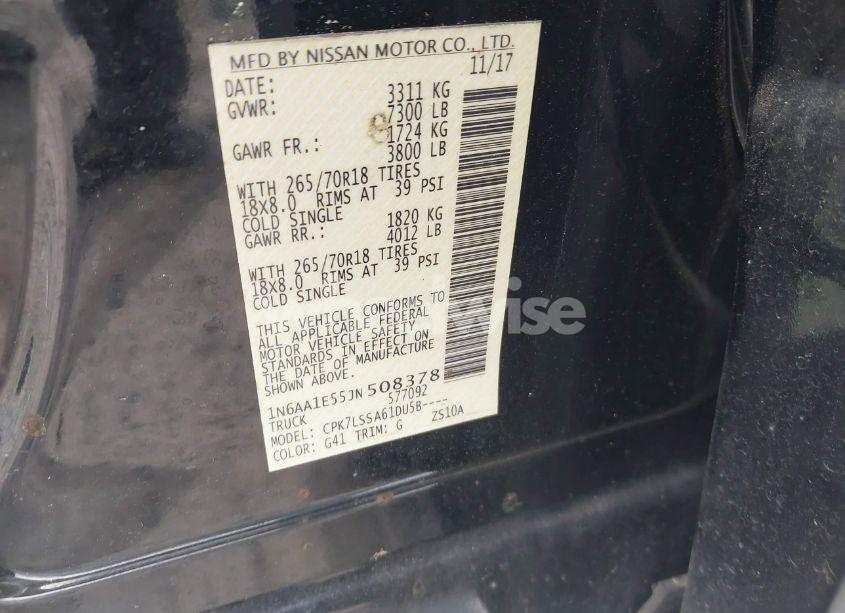 MFD BY NISSAN MOTOR CO., LTD.
DATE: 11/17
GVWR: 3311 KG
7300 LB
GAWR FR.: 1724 KG
3800 LB
WITH 265/70R18 TIRES
18X8.0 RIMS AT 39 PSI
COLD SINGLE
GAWR RR.: 1820 KG
4012 LB
WITH 265/70R18 TIRES
18X8.0 RIMS AT 39 PSI
COLD SINGLE
THIS VEHICLE CONFORMS TO
ALL APPLICABLE FEDERAL
MOTOR VEHICLE SAFETY
STANDARDS IN EFFECT ON
THE DATE OF MANUFACTURE
SHOWN ABOVE.
1N6AA1E55JN508378
TRUCK 577092
MODEL: CPK7LSSA61DU5B----
COLOR: G41 TRIM: G ZS10A